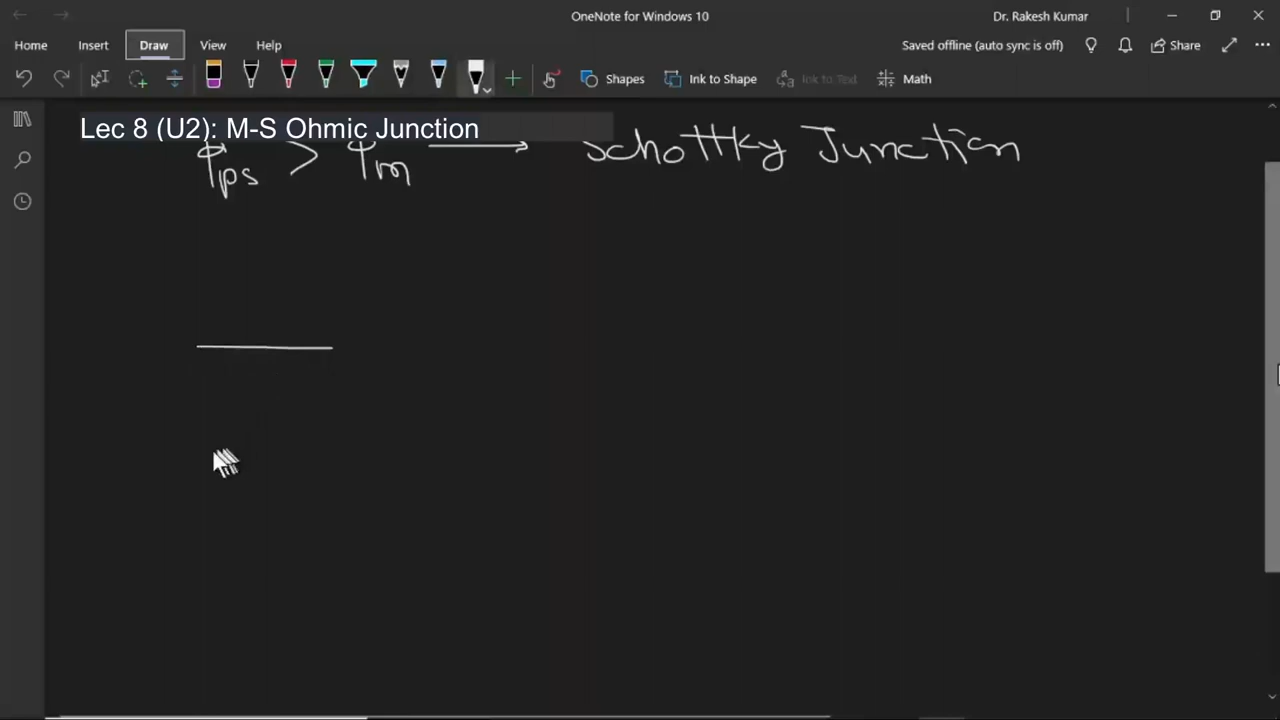 OneNote for Windows 10
Dr. Rakesh Kumar
Home Insert Draw View Help
Saved offline (auto sync is off) Share
Shapes Ink to Shape Ink to Text Math
Lec 8 (U2): M-S Ohmic Junction
ϕps > ϕm → Schottky Junction